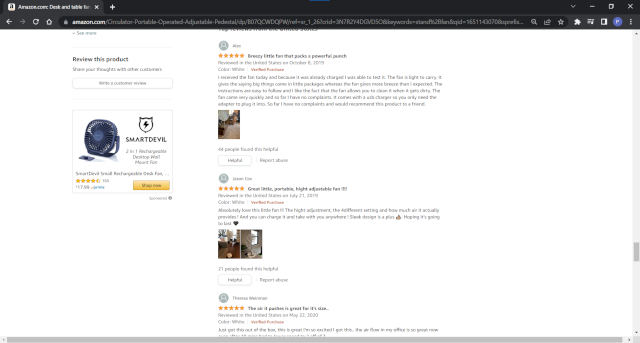 Amazon.com: Desk and table fan
amazon.com/Circulator-Portable-Operated-Adjustable-Pedestal/dp/B07QCWDQPW/ref=sr_1_26?crid=3N7R2Y4DI3VDSO&keywords=stand%2Bfan&qid=1651143070&sprefix...
Incognito
Top reviews from the United States
See more
Review this product
Share your thoughts with other customers
Write a customer review
SMARTDEVIL
2 in 1 Rechargeable
Desktop Wall
Mount Fan
SmartDevil Small Rechargeable Desk Fan, ...
Shop now
Sponsored
Alex
Breezy little fan that packs a powerful punch
Reviewed in the United States on October 8, 2019
Color: White Verified Purchase
I received the fan today and because it was already charged I was able to test it. The fan is light to carry. It
gives the saying big things come in little packages whereas the fan gives more breeze than I expected. The
instructions are easy to follow and I like the fact that the fan allows you to clean it when it gets dirty. The
fan came very quickly and so far I have no complaints. It comes with a usb charger so you only need the
adapter to plug it into. So far I have no complaints and would recommend this product to a friend.
44 people found this helpful
Helpful Report abuse
Jason Cox
Great little, portable, hight adjustable fan !!!!
Reviewed in the United States on July 21, 2019
Color: White Verified Purchase
Absolutely love this little fan !!! The hight adjustment, the 4different setting and how much air it actually
provides! And you can charge it and take with you anywhere ! Sleek design is a plus Hoping it's going
to last
21 people found this helpful
Helpful Report abuse
Theresa Weinman
The air it pushes is great for it's size..
Reviewed in the United States on May 22, 2020
Color: White Verified Purchase
Just got this out of the box, this is great I'm so excited I got this, the air flow in my office is so great now